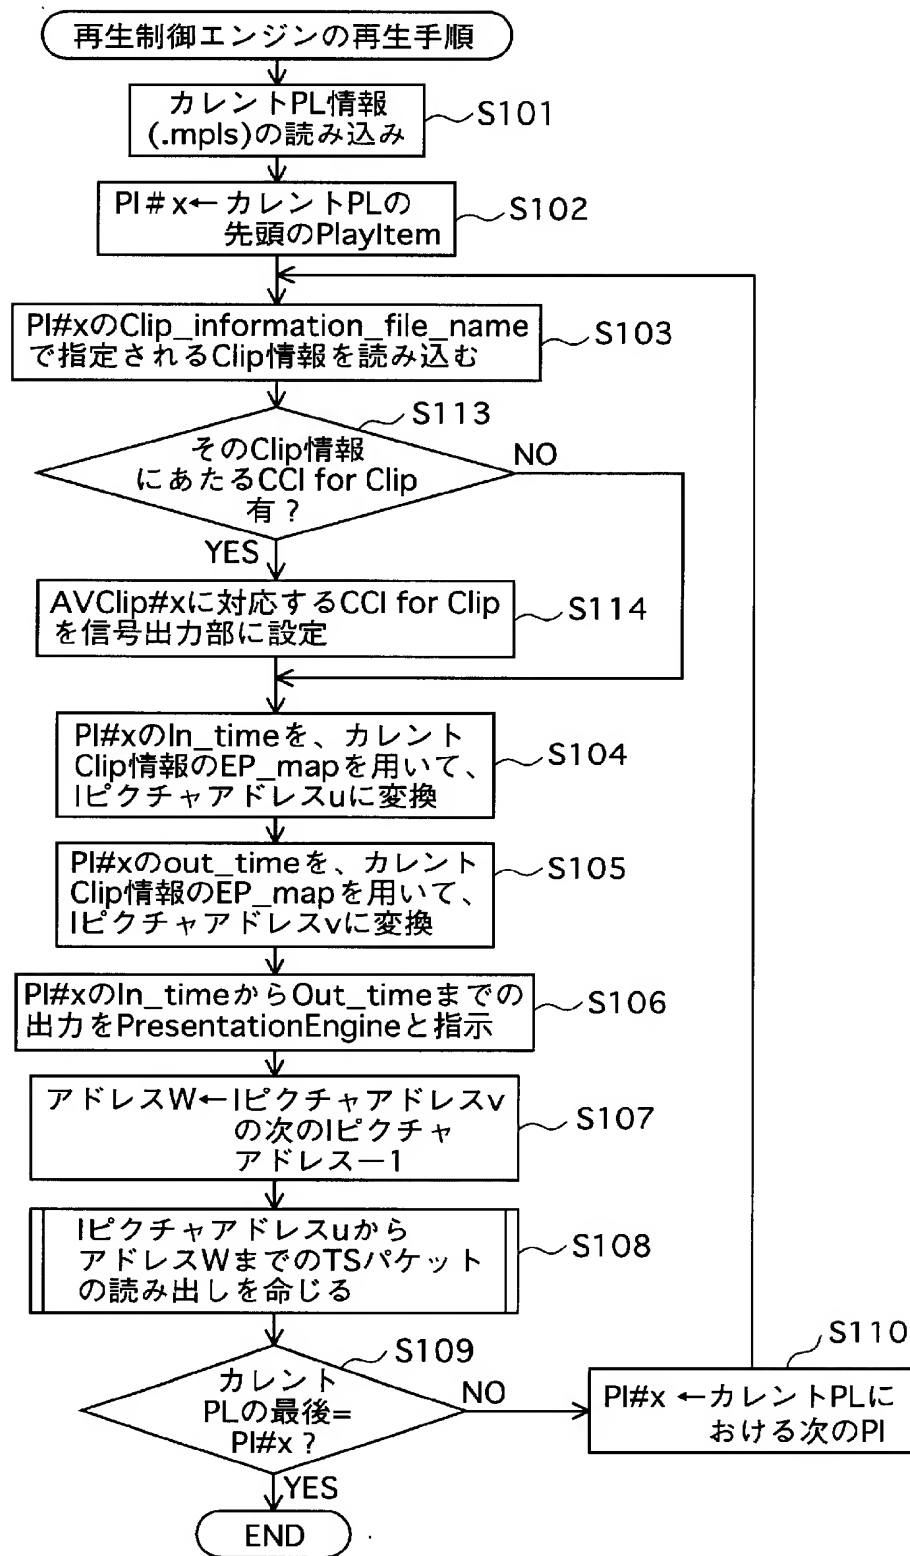 再生制御エンジンの再生手順
カレントPL情報
(.mpls)の読み込み
S101
PI#x←カレントPLの
先頭のPlayItem
S102
PI#xのClip_information_file_name
で指定されるClip情報を読み込む
S103
S113
そのClip情報
にあたるCCI for Clip
有?
NO
YES
AVClip#xに対応するCCI for Clip
を信号出力部に設定
S114
PI#xのIn_timeを、カレント
Clip情報のEP_mapを用いて、
Iピクチャアドレスuに変換
S104
PI#xのout_timeを、カレント
Clip情報のEP_mapを用いて、
Iピクチャアドレスvに変換
S105
PI#xのIn_timeからOut_timeまでの
出力をPresentationEngineと指示
S106
アドレスW←Iピクチャアドレスv
の次のIピクチャ
アドレス—1
S107
Iピクチャアドレスuから
アドレスWまでのTSパケット
の読み出しを命じる
S108
S109
カレント
PLの最後=
PI#x?
NO
YES
S110
PI#x ←カレントPLに
おける次のPI
END